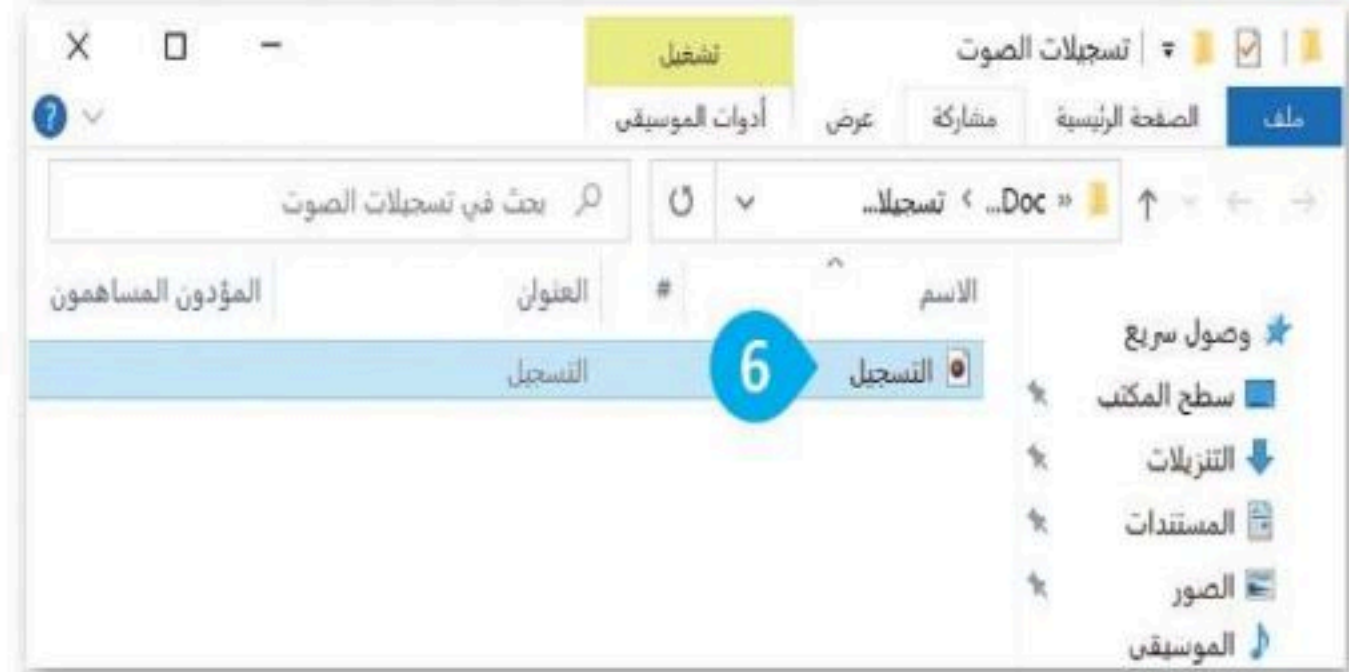 تسجيلات الصوت
تشغيل
ملف
الصفحة الرئيسية
مشاركة
عرض
أدوات الموسيقى
?
« Doc... › تسجيلا...
بحث في تسجيلات الصوت
الاسم
#
العنوان
المؤدون المساهمون
التسجيل
6
التسجيل
وصول سريع
سطح المكتب
التنزيلات
المستندات
الصور
الموسيقى